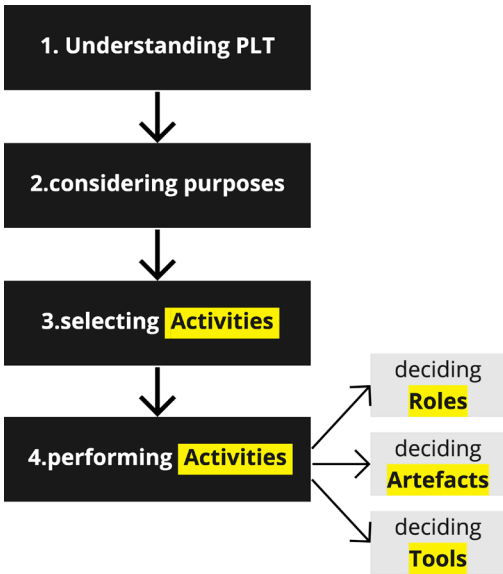 1. Understanding PLT
2.considering purposes
3.selecting Activities
4.performing Activities
deciding
Roles
deciding
Artefacts
deciding
Tools